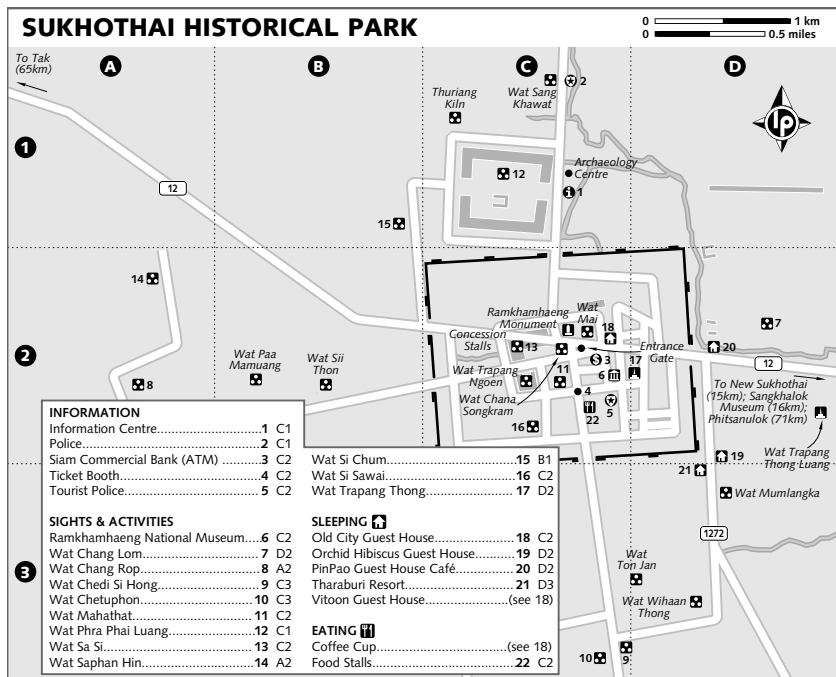 SUKHOTHAI HISTORICAL PARK
0 1 km
0 0.5 miles
To Tak
(65km)
A
B
C
D
1
2
3
Thuriang
Kiln
Wat Sang
Khawat
2
lp
12
12
Archaeology
Centre
1
15
14
Ramkhamhaeng
Monument
Wat
Mai
18
7
Concession
Stalls
13
Entrance
Gate
20
3
17
12
Wat Paa
Mamuang
Wat Sii
Thon
Wat Trapang
Ngoen
11
6
8
Wat Chana
Songkram
4
22
5
To New Sukhothai
(15km); Sangkhalok
Museum (16km);
Phitsanulok (71km)
16
Wat Trapang
Thong Luang
19
21
Wat Mumlangka
1272
Wat
Ton Jan
Wat Wihaan
Thong
10
9
INFORMATION
Information Centre 1 C1
Police 2 C1
Siam Commercial Bank (ATM) 3 C2
Ticket Booth 4 C2
Tourist Police 5 C2
SIGHTS & ACTIVITIES
Ramkhamhaeng National Museum 6 C2
Wat Chang Lom 7 D2
Wat Chang Rop 8 A2
Wat Chedi Si Hong 9 C3
Wat Chetuphon 10 C3
Wat Mahathat 11 C2
Wat Phra Phai Luang 12 C1
Wat Sa Si 13 C2
Wat Saphan Hin 14 A2
Wat Si Chum 15 B1
Wat Si Sawai 16 C2
Wat Trapang Thong 17 D2
SLEEPING
Old City Guest House 18 C2
Orchid Hibiscus Guest House 19 D2
PinPao Guest House Café 20 D2
Tharaburi Resort 21 D3
Vitoon Guest House (see 18)
EATING
Coffee Cup (see 18)
Food Stalls 22 C2